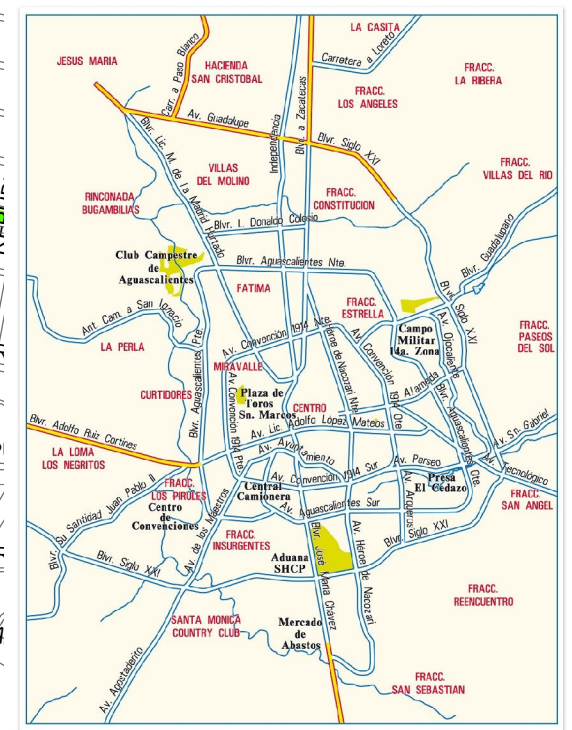 LA CASITA
JESUS MARIA
HACIENDA
SAN CRISTOBAL
Carr. a Paso Blanco
Carretera a Loreto
FRACC.
LA RIBERA
FRACC.
LOS ANGELES
Blvr. a Zacatecas
Independencia
Av. Guadalupe
Blvr. Siglo XXI
Blvr. Lic. M. de la Madrid Hurtado
VILLAS
DEL MOLINO
FRACC.
VILLAS DEL RIO
RINCONADA
BUGAMBILIAS
FRACC.
CONSTITUCION
Blvr. L. Donaldo Colosio
Blvr. Guadalupano
Club Campestre
de
Aguascalientes
Blvr. Aguascalientes Nte.
FATIMA
Blvr. Siglo XXI
FRACC.
ESTRELLA
Ant. Cam. a San Ignacio
Campo
Militar
14a. Zona
Av. Ojocaliente
FRACC.
PASEOS
DEL SOL
LA PERLA
Av. Convención 1914 Nte.
Héroe de Nacozari Nte.
Av. Convención 1914 Ote.
Blvr. Aguascalientes Pte.
MIRAVALLE
Av. Convención 1914 Pte.
Alameda
Blvr. Aguascalientes Ote.
CURTIDORES
Plaza de
Toros
Sn. Marcos
CENTRO
Blvr. Adolfo Ruiz Cortines
Av. Lic. Adolfo López Mateos
Av. Sn. Gabriel
LA LOMA
LOS NEGRITOS
Av. Ayuntamiento
Av. Perseo
Av. Tecnológico
Av. Convención 1914 Sur
Presa
El Cedazo
FRACC.
LOS PIRULES
Central
Camionera
FRACC.
SAN ANGEL
Blvr. Su Santidad Juan Pablo II
Centro
de
Convenciones
Av. de los Maestros
Av. Aguascalientes Sur
Av. Arqueros
Blvr. Siglo XXI
FRACC.
INSURGENTES
Blvr. José María Chávez
Av. Héroe de Nacozari
Blvr. Siglo XXI
Aduana
SHCP
FRACC.
REENCUENTRO
SANTA MONICA
COUNTRY CLUB
Mercado
de
Abastos
Av. Aposteaderito
FRACC.
SAN SEBASTIAN